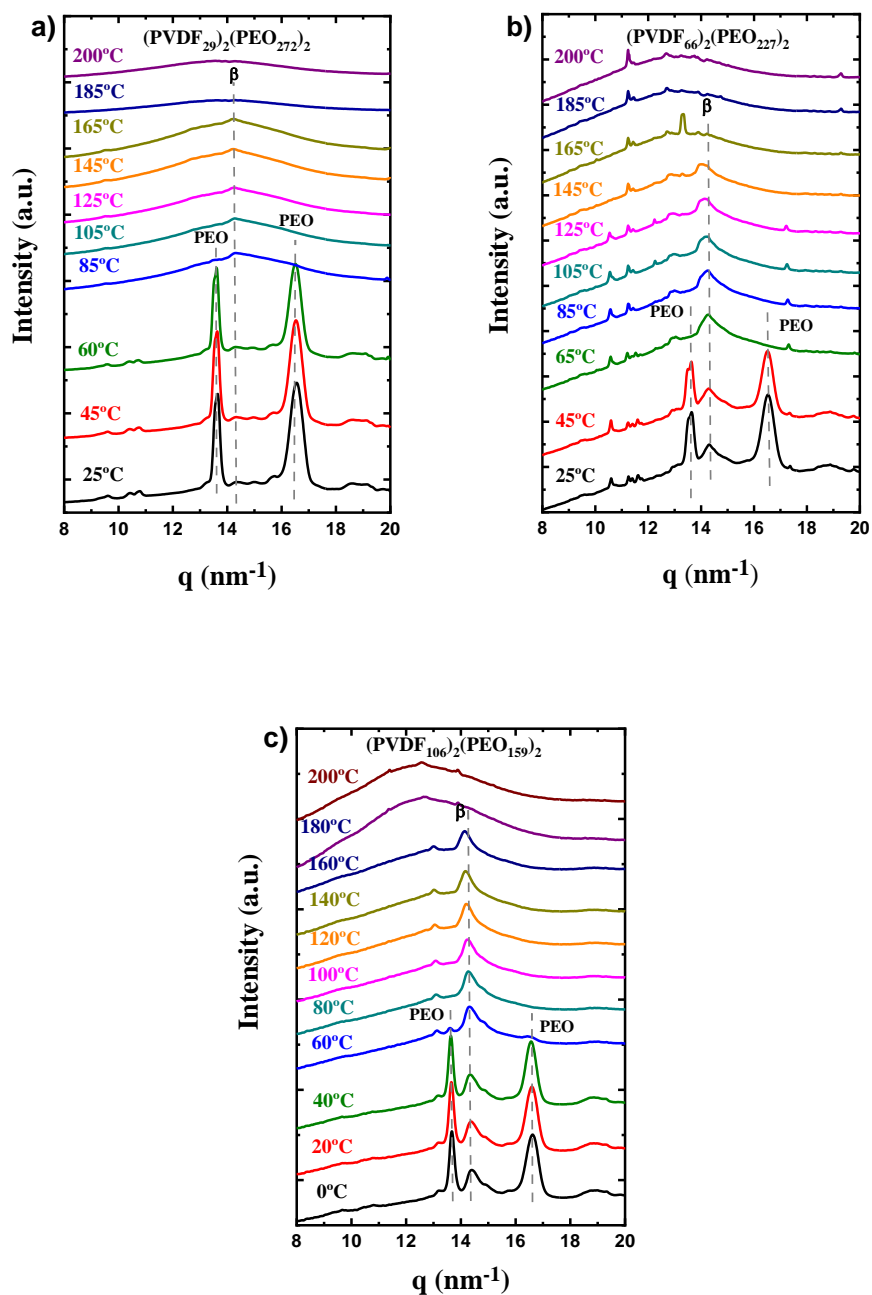 a)
(PVDF₂₉)₂(PEO₂₇₂)₂
200ºC
β
185ºC
165ºC
145ºC
125ºC
PEO
PEO
105ºC
85ºC
60ºC
45ºC
25ºC
Intensity (a.u.)
8 10 12 14 16 18 20
q (nm⁻¹)
b)
(PVDF₆₆)₂(PEO₂₂₇)₂
200ºC
185ºC
β
165ºC
145ºC
125ºC
105ºC
85ºC
PEO
PEO
65ºC
45ºC
25ºC
Intensity (a.u.)
8 10 12 14 16 18 20
q (nm⁻¹)
c)
(PVDF₁₀₆)₂(PEO₁₅₉)₂
200ºC
β
180ºC
160ºC
140ºC
120ºC
100ºC
80ºC
PEO
PEO
60ºC
40ºC
20ºC
0ºC
Intensity (a.u.)
8 10 12 14 16 18 20
q (nm⁻¹)